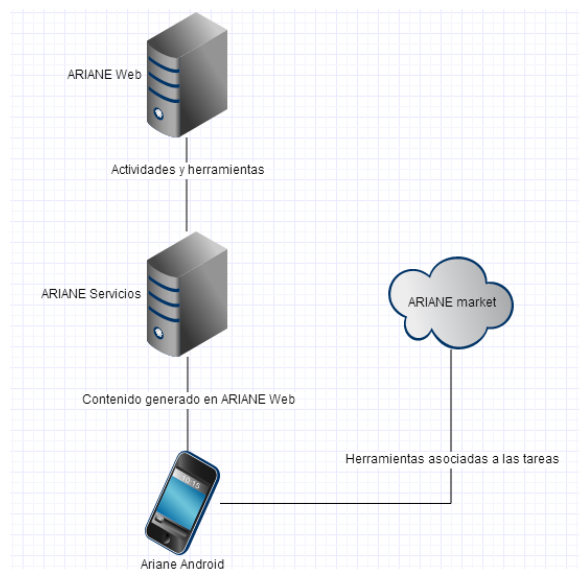 ARIANE Web
Actividades y herramientas
ARIANE Servicios
ARIANE market
Contenido generado en ARIANE Web
Herramientas asociadas a las tareas
10:15
Ariane Android